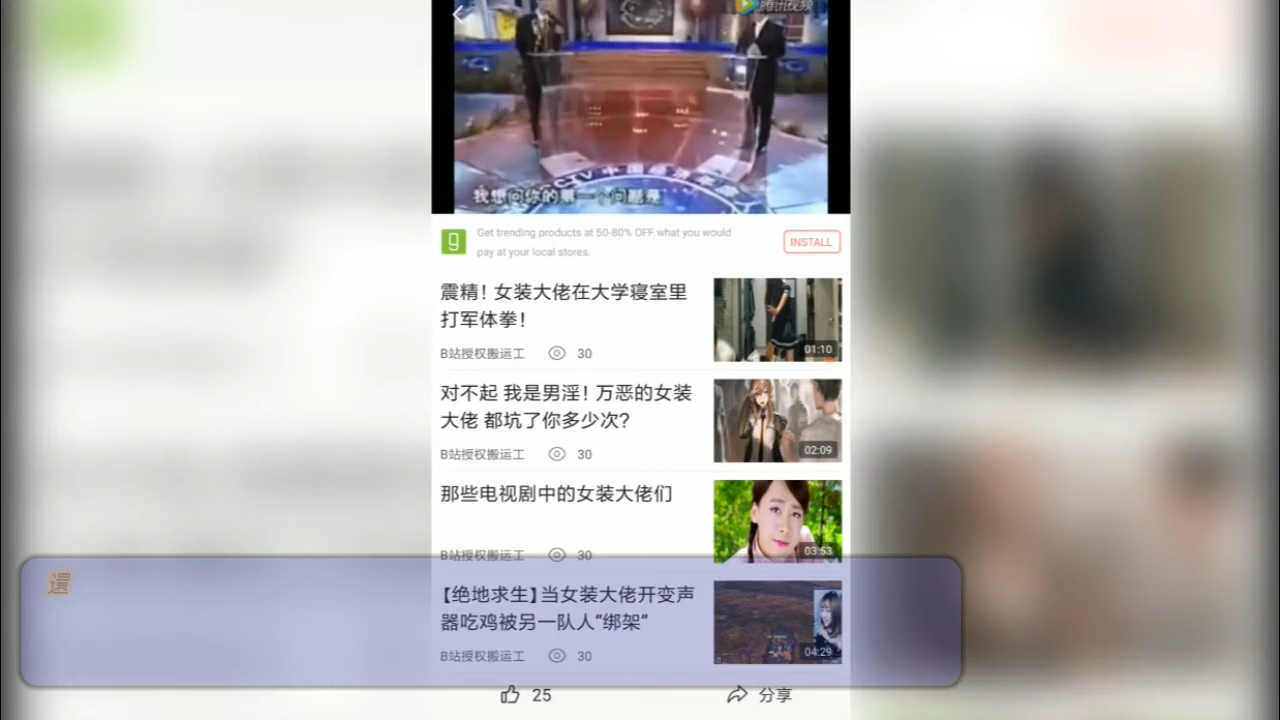 腾讯视频
我想问你的第一个问题是
Get trending products at 50-80% OFF what you would
pay at your local stores.
INSTALL
震精！女装大佬在大学寝室里
打军体拳！
01:10
B站授权搬运工 30
对不起 我是男淫！万恶的女装
大佬 都坑了你多少次？
02:09
B站授权搬运工 30
那些电视剧中的女装大佬们
03:53
B站授权搬运工 30
還
【绝地求生】当女装大佬开变声
器吃鸡被另一队人“绑架”
04:29
B站授权搬运工 30
25 分享